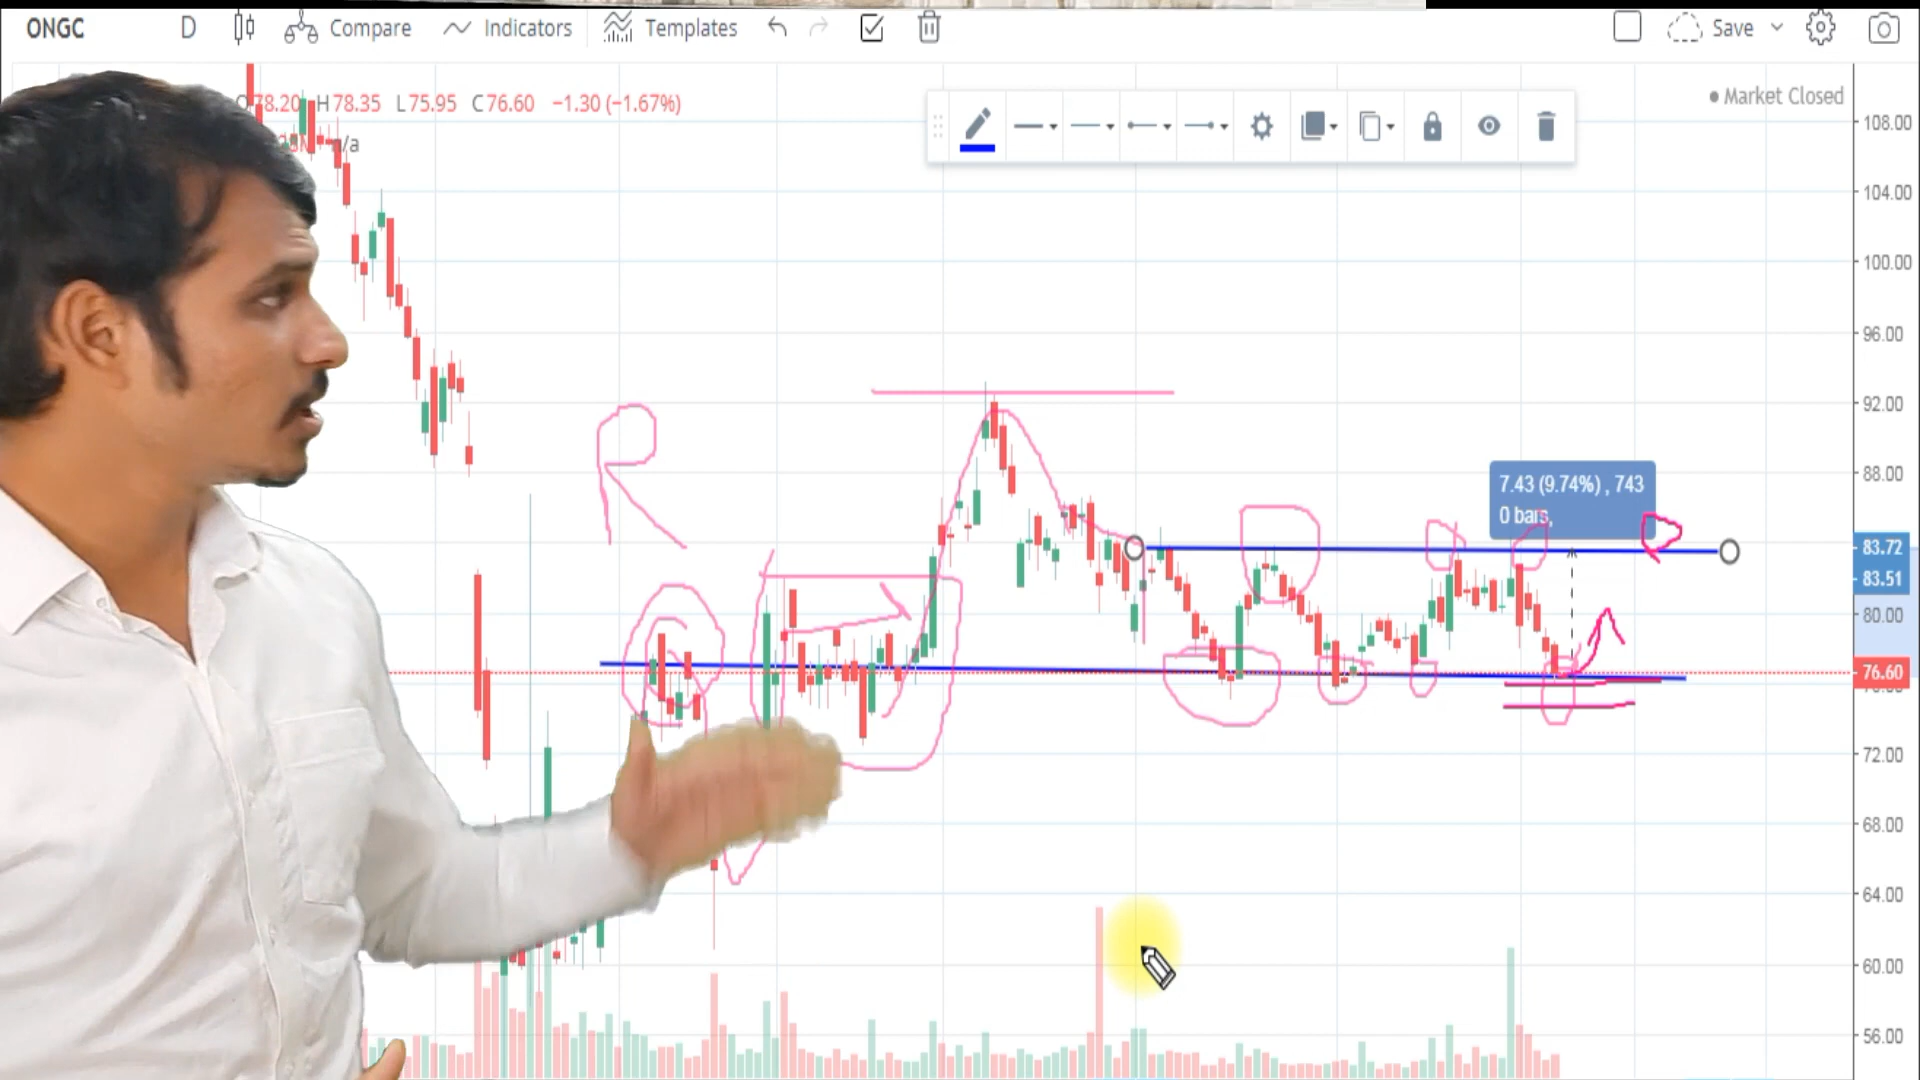 ONGC D Compare Indicators Templates Save
78.20 H78.35 L75.95 C76.60 −1.30 (−1.67%)
/a
Market Closed
108.00
104.00
100.00
96.00
92.00
R
88.00
7.43 (9.74%) , 743
0 bars,
83.72
83.51
80.00
76.60
72.00
68.00
64.00
60.00
56.00